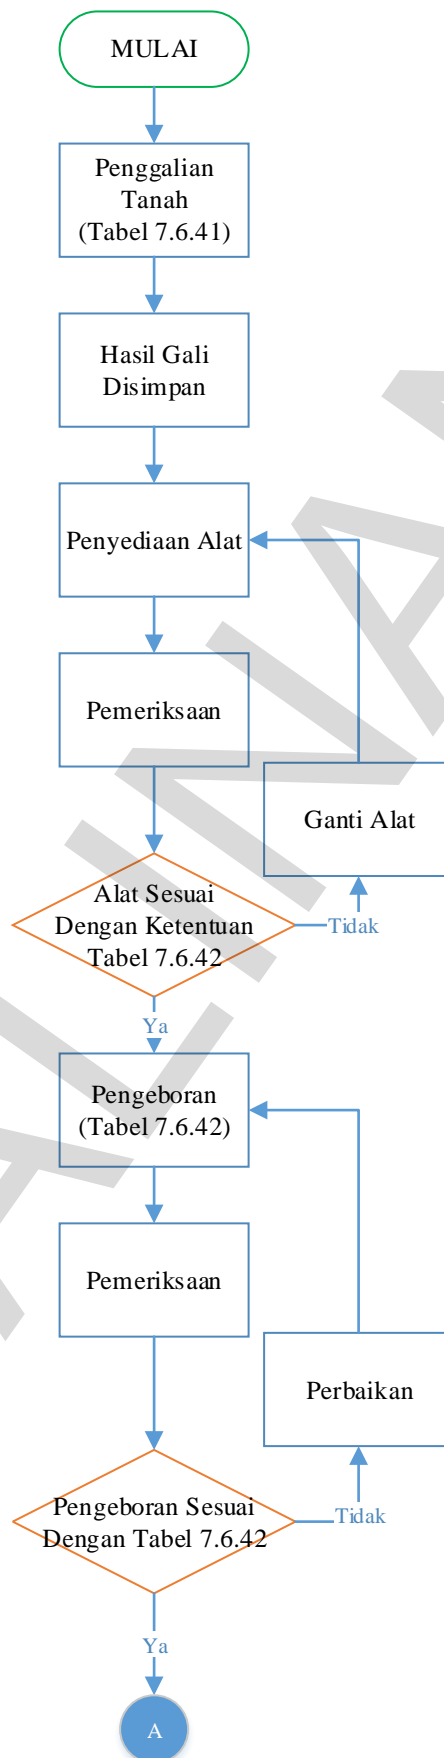 MULAI
Penggalian
Tanah
(Tabel 7.6.41)
Hasil Gali
Disimpan
Penyediaan Alat
Pemeriksaan
Ganti Alat
Alat Sesuai
Dengan Ketentuan
Tabel 7.6.42
Tidak
Ya
Pengeboran
(Tabel 7.6.42)
Pemeriksaan
Perbaikan
Pengeboran Sesuai
Dengan Tabel 7.6.42
Tidak
Ya
A